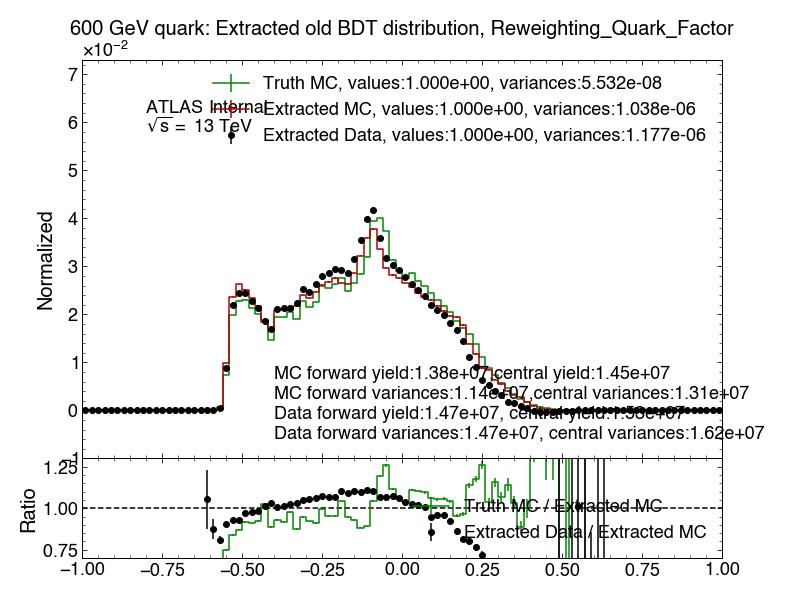 600 GeV quark: Extracted old BDT distribution, Reweighting_Quark_Factor
×10⁻²
Truth MC, values:1.000e+00, variances:5.532e-08
ATLAS Internal
Extracted MC, values:1.000e+00, variances:1.038e-06
√s = 13 TeV
Extracted Data, values:1.000e+00, variances:1.177e-06
Normalized
7
6
5
4
3
2
1
0
−1
MC forward yield:1.38e+07, central yield:1.45e+07
MC forward variances:1.14e+07, central variances:1.31e+07
Data forward yield:1.47e+07, central
Data forward variances:1.47e+07, central variances:1.62e+07
Ratio
1.25
1.00
0.75
Truth MC / Extracted MC
Extracted Data / Extracted MC
−1.00 −0.75 −0.50 −0.25 0.00 0.25 0.50 0.75 1.00